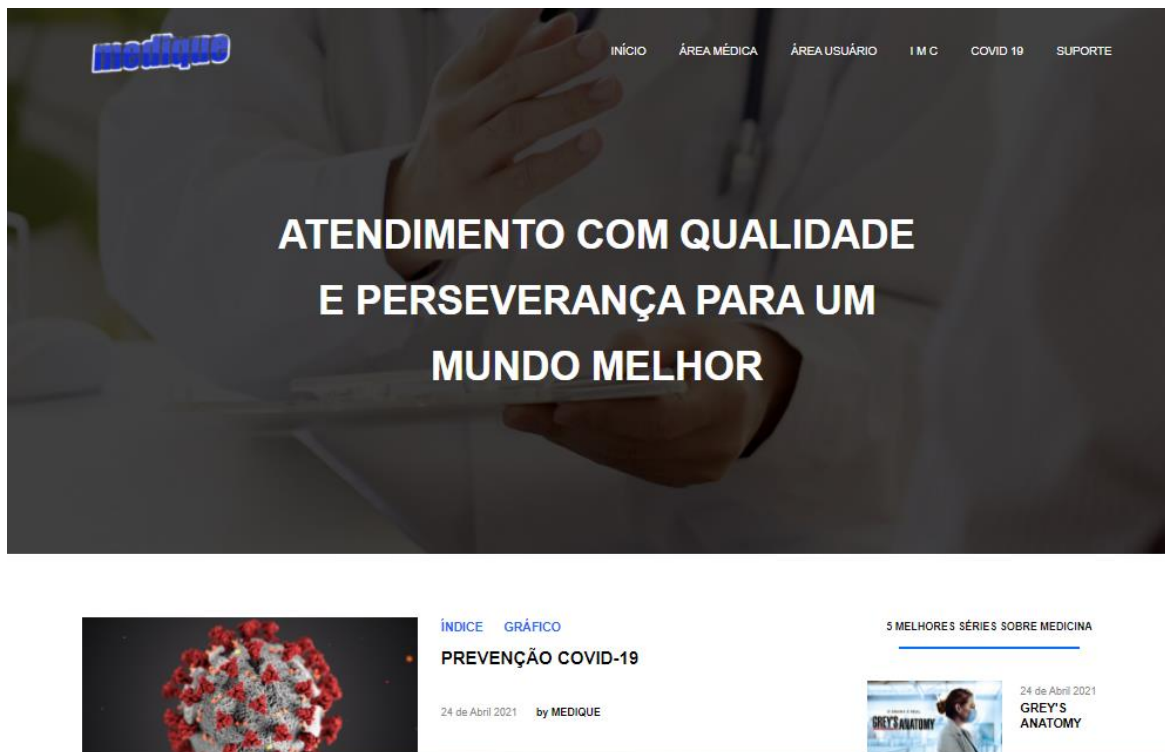 medique
INÍCIO ÁREA MÉDICA ÁREA USUÁRIO I M C COVID 19 SUPORTE
ATENDIMENTO COM QUALIDADE
E PERSEVERANÇA PARA UM
MUNDO MELHOR
ÍNDICE GRÁFICO
PREVENÇÃO COVID-19
24 de Abril 2021 by MEDIQUE
5 MELHORES SÉRIES SOBRE MEDICINA
GREY'S ANATOMY
24 de Abril 2021
GREY'S
ANATOMY